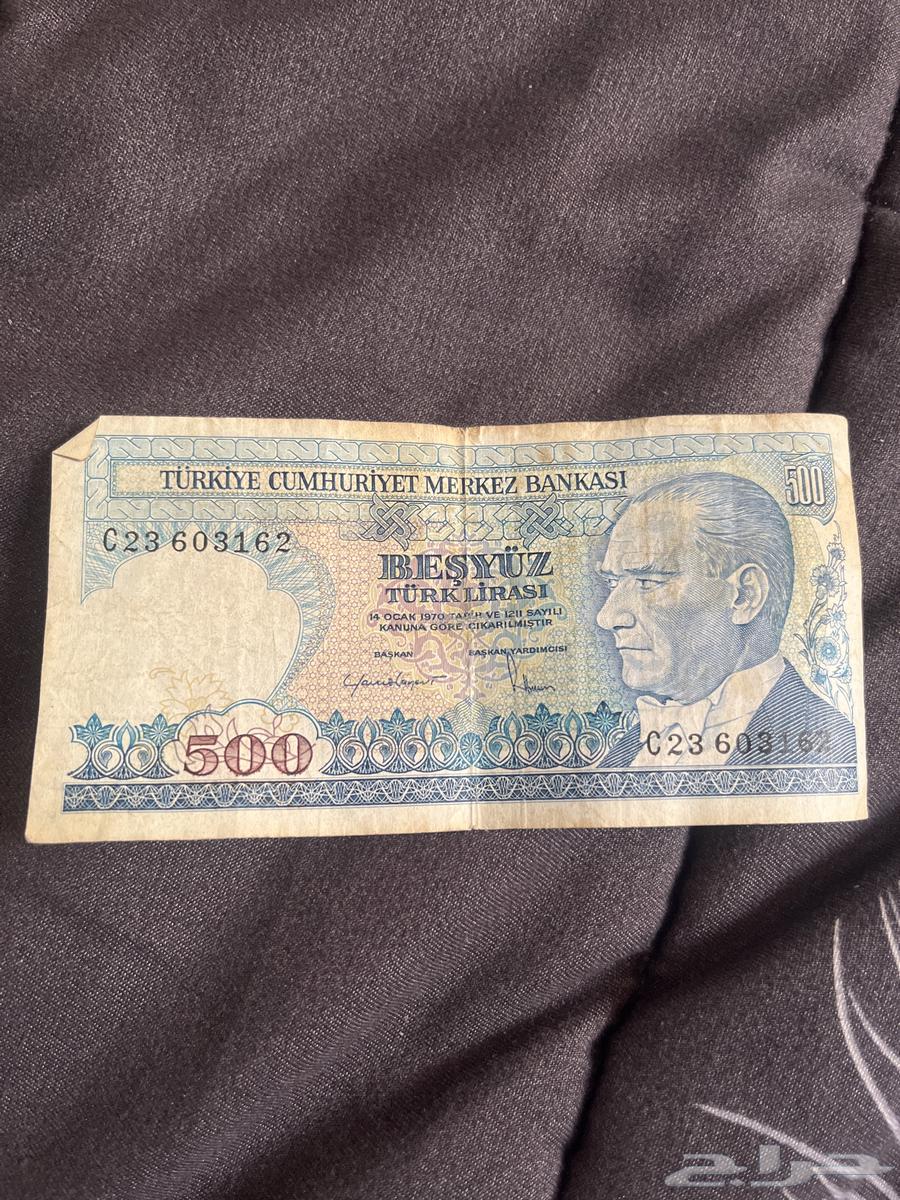 TÜRKİYE CUMHURİYET MERKEZ BANKASI
500
C23 603162
BEŞYÜZ
TÜRK LİRASI
14 OCAK 1970 TARİH VE 1211 SAYILI
KANUNA GÖRE ÇIKARILMIŞTIR
BAŞKAN BAŞKAN YARDIMCISI
500
C23 603162
حراج